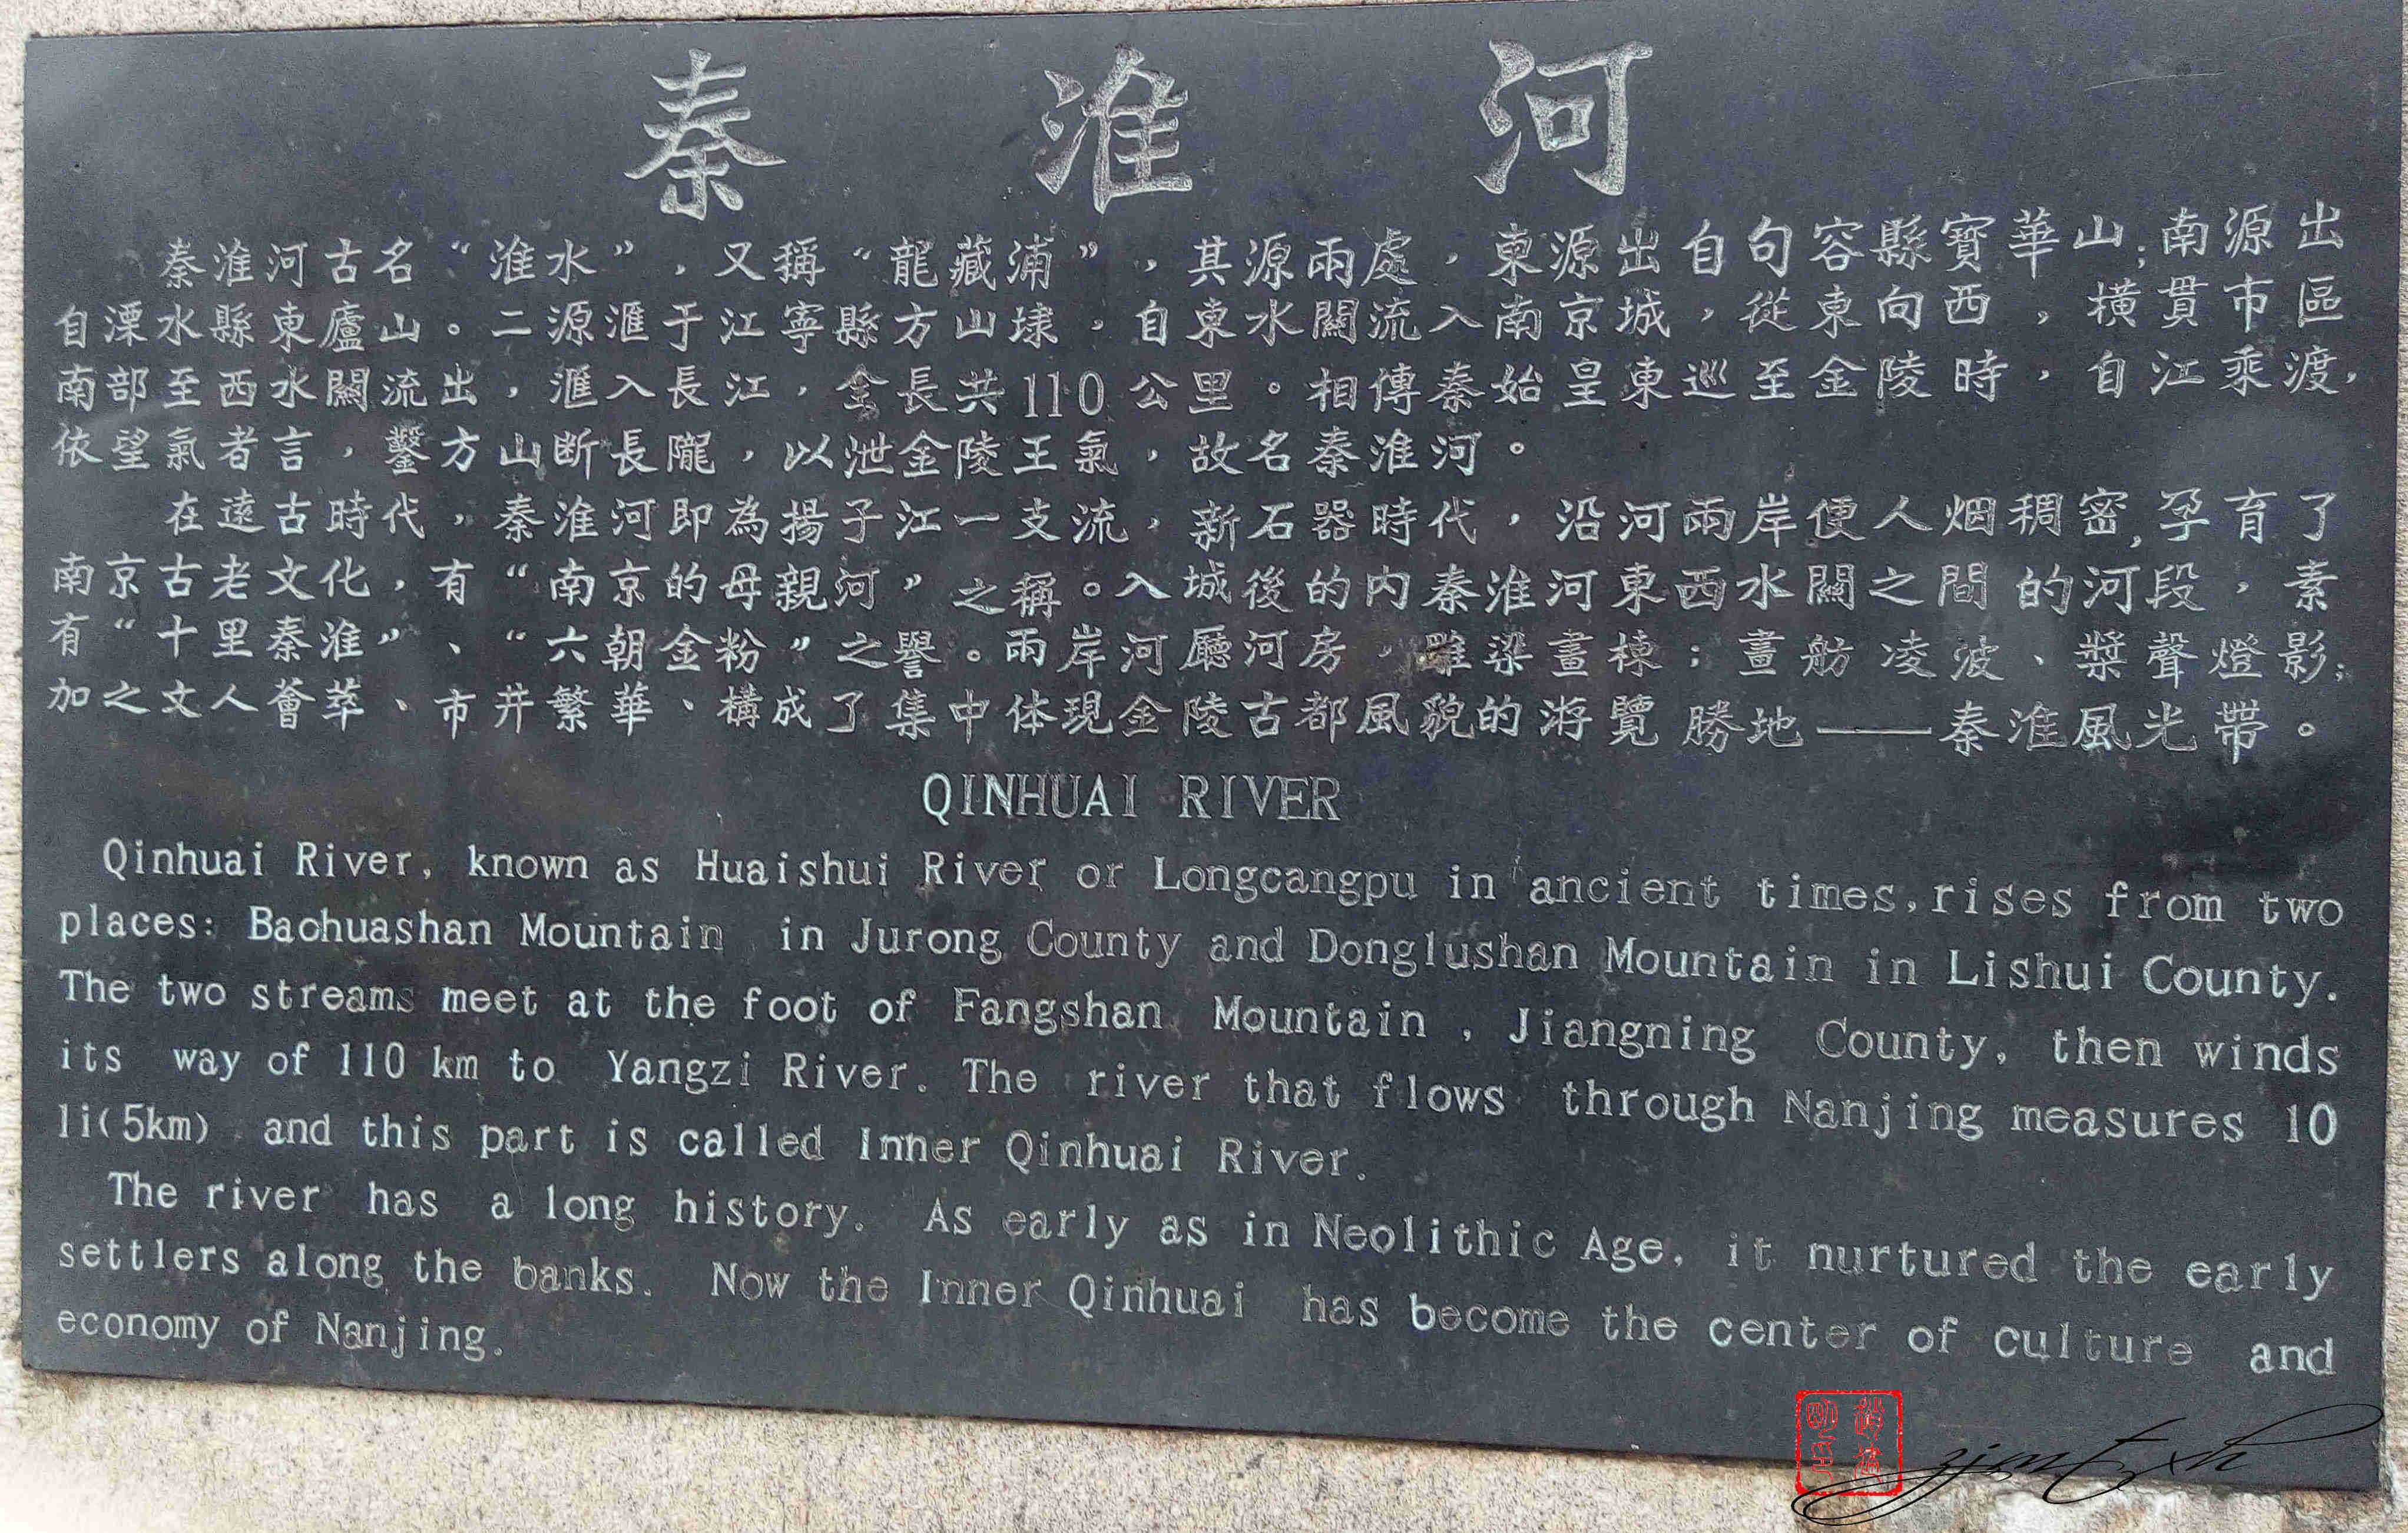 秦淮河
秦淮河古名“淮水”，又稱“龍藏浦”，其源兩處，東源出自句容縣寶華山；南源出
自溧水縣東廬山。二源滙于江寧縣方山埭，自東水關流入南京城，從東向西，橫貫市區
南部至西水關流出，滙入長江，全長共110公里。相傳秦始皇東巡至金陵時，自江乘渡，
依望氣者言，鑿方山断長隴，以泄金陵王氣，故名秦淮河。
在遠古時代，秦淮河即為揚子江一支流，新石器時代，沿河兩岸便人烟稠密，孕育了
南京古老文化，有“南京的母親河”之稱。入城後的内秦淮河東西水關之間的河段，素
有“十里秦淮”、“六朝金粉”之譽。兩岸河廳河房，雕梁畫棟；畫舫凌波、槳聲燈影；
加之文人薈萃、市井繁華、構成了集中体現金陵古都風貌的游覽勝地——秦淮風光帶。
QINHUAI RIVER
Qinhuai River, known as Huaishui River or Longcangpu in ancient times,rises from two
places: Baohuashan Mountain in Jurong County and Donglushan Mountain in Lishui County.
The two streams meet at the foot of Fangshan Mountain , Jiangning County, then winds
its way of 110 km to Yangzi River. The river that flows through Nanjing measures 10
li(5km) and this part is called Inner Qinhuai River.
The river has a long history. As early as in Neolithic Age, it nurtured the early
settlers along the banks. Now the Inner Qinhuai has become the center of culture and
economy of Nanjing.
zjmtxh